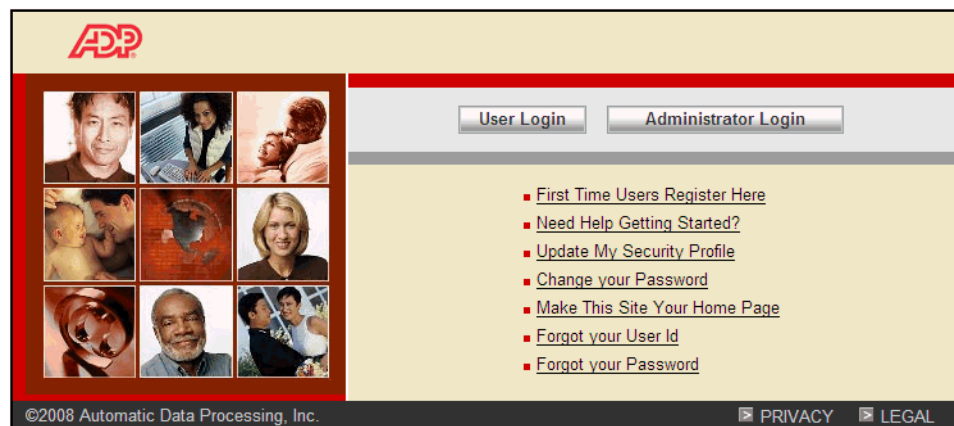 ADP
User Login
Administrator Login
First Time Users Register Here
Need Help Getting Started?
Update My Security Profile
Change your Password
Make This Site Your Home Page
Forgot your User Id
Forgot your Password
©2008 Automatic Data Processing, Inc.
PRIVACY
LEGAL